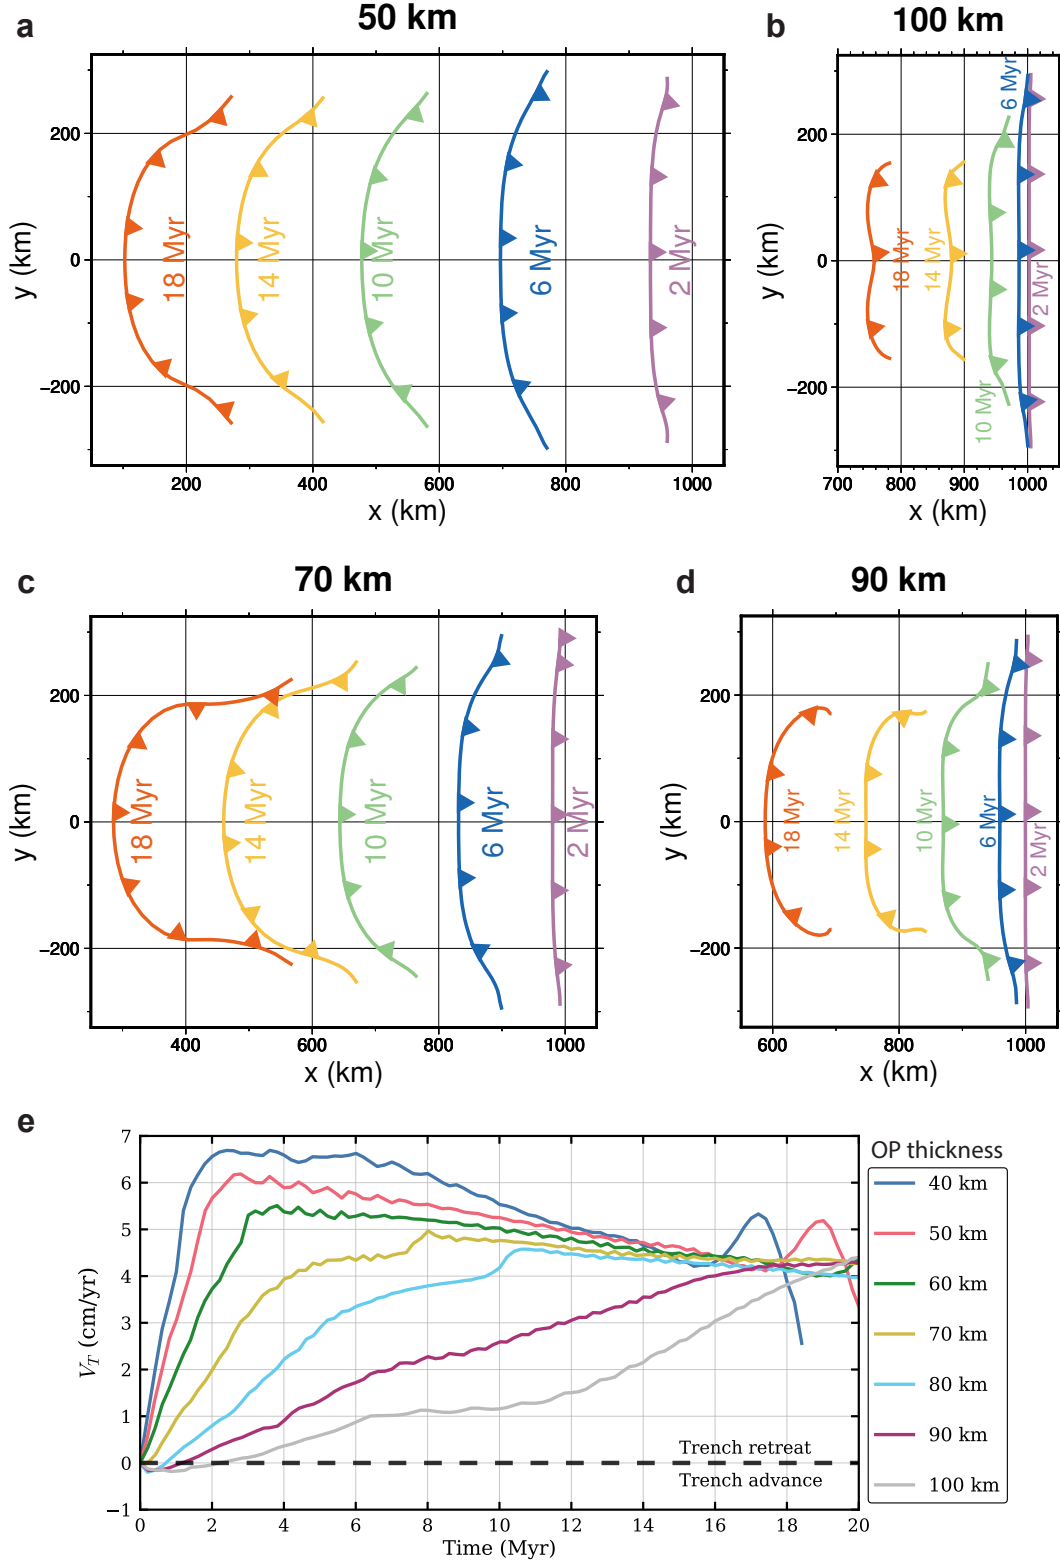 a
50 km
200
0
−200
y (km)
18 Myr
14 Myr
10 Myr
6 Myr
2 Myr
200
400
600
800
1000
x (km)
b
100 km
200
0
−200
y (km)
18 Myr
14 Myr
10 Myr
6 Myr
2 Myr
700
800
900
1000
x (km)
c
70 km
200
0
−200
y (km)
18 Myr
14 Myr
10 Myr
6 Myr
2 Myr
400
600
800
1000
x (km)
d
90 km
200
0
−200
y (km)
18 Myr
14 Myr
10 Myr
6 Myr
2 Myr
600
800
1000
x (km)
e
7
6
5
4
3
2
1
0
−1
V_T (cm/yr)
Trench retreat
Trench advance
0
2
4
6
8
10
12
14
16
18
20
Time (Myr)
OP thickness
40 km
50 km
60 km
70 km
80 km
90 km
100 km